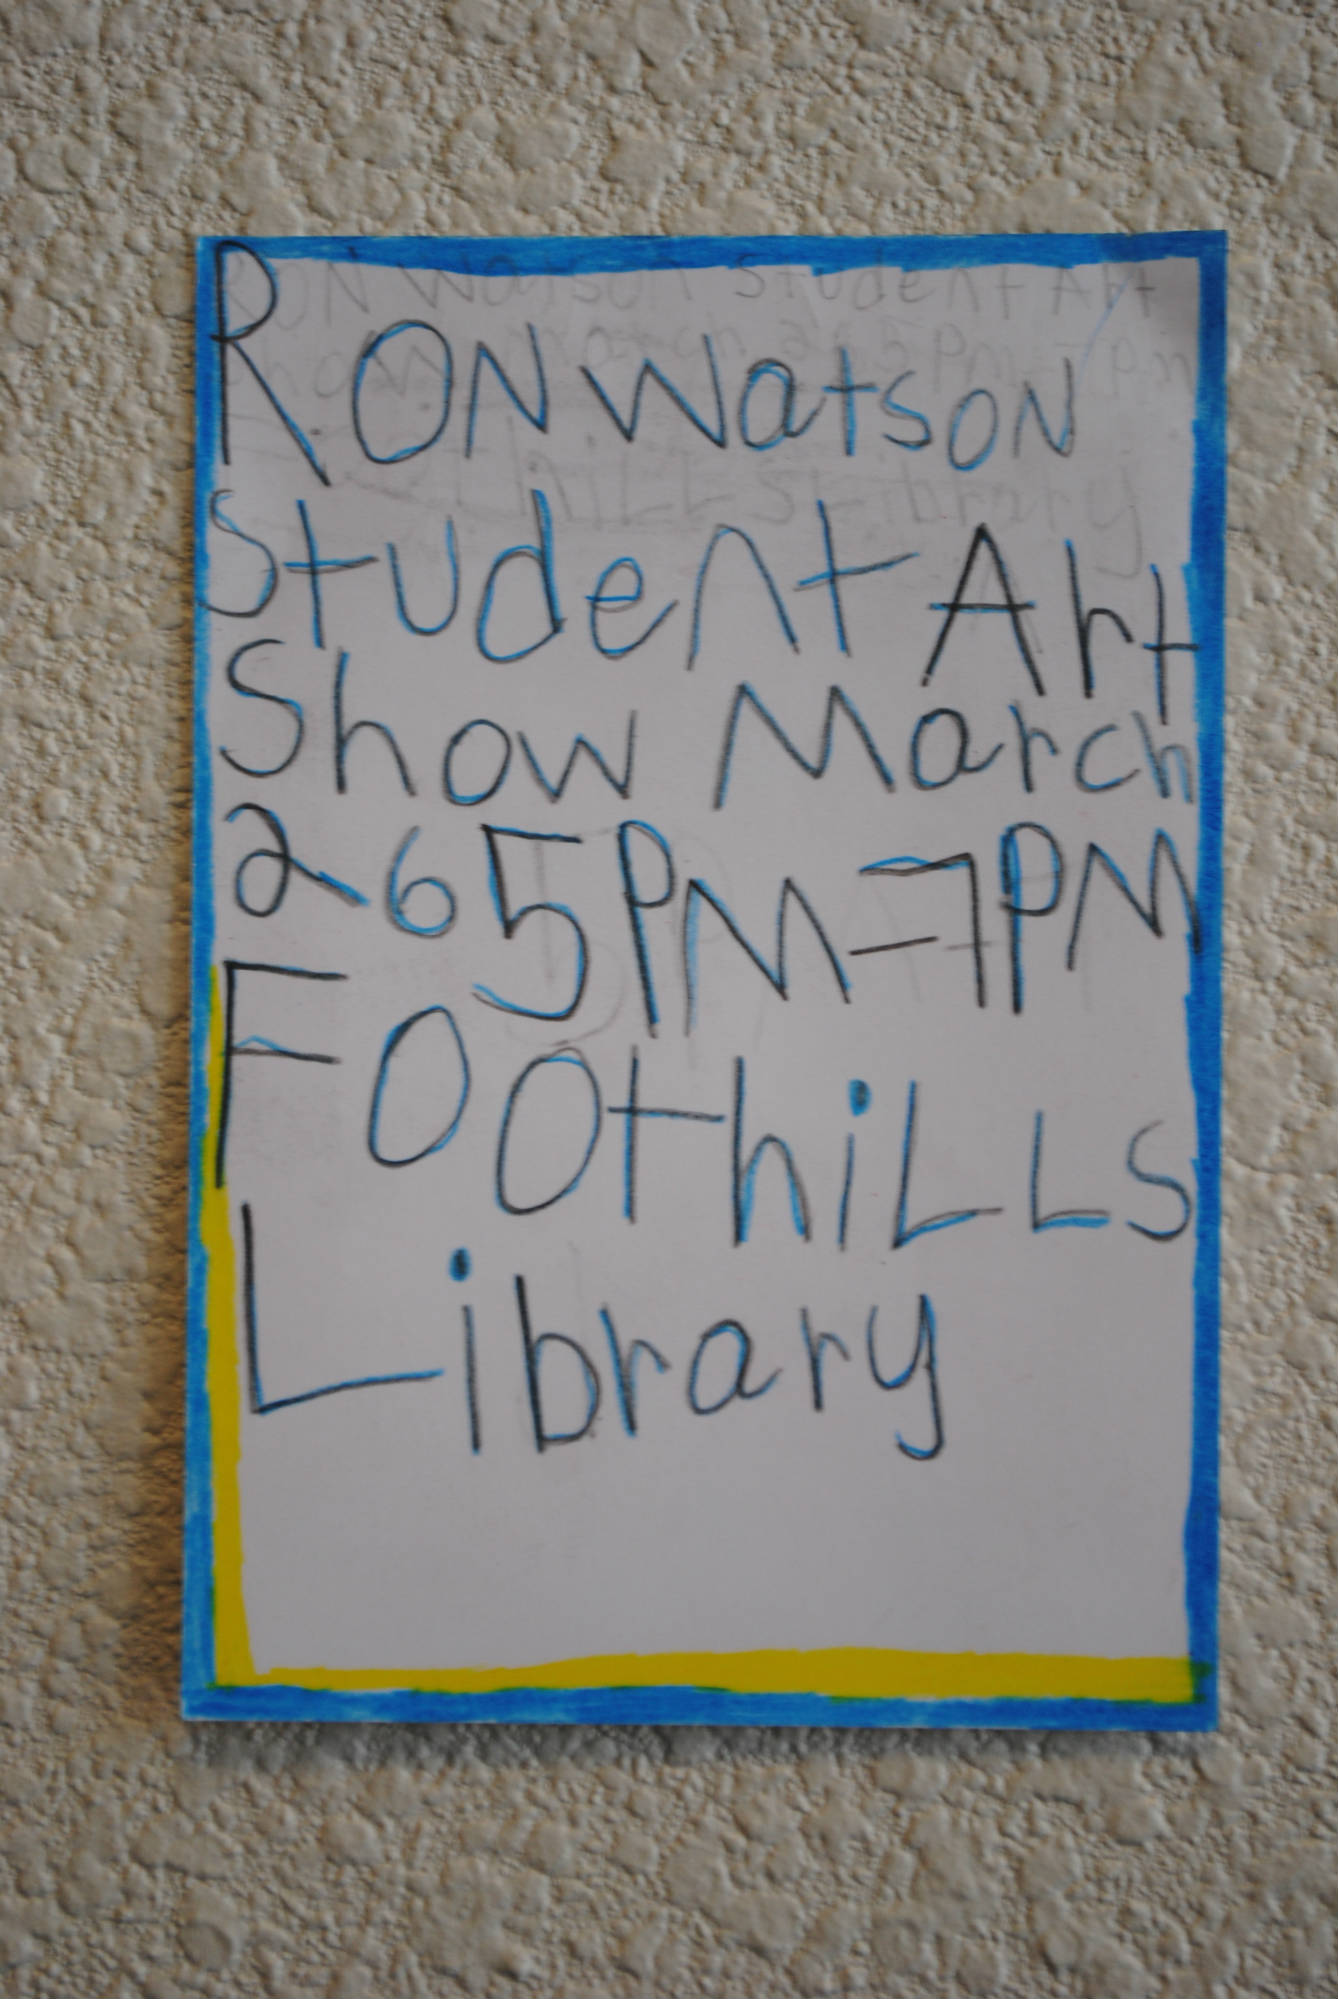 RON Watson
Student Art
Show March
26 5PM-7PM
FOOthiLLS
Library